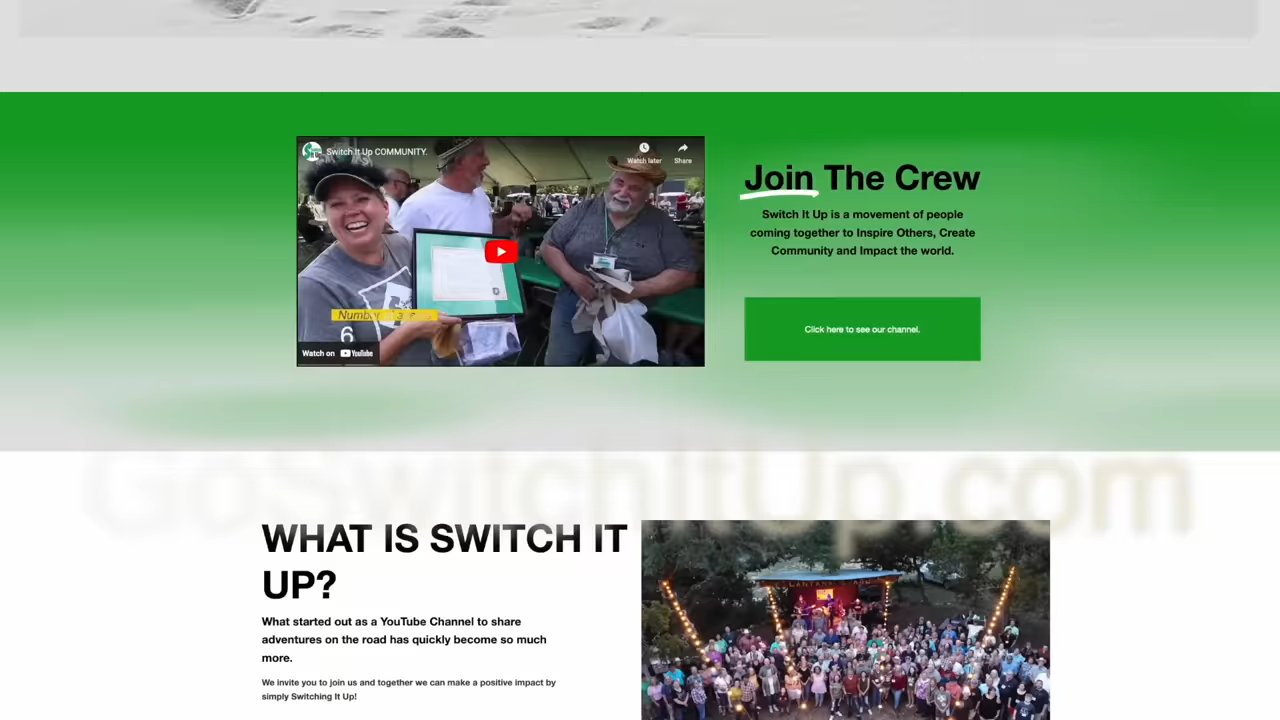 Switch It Up COMMUNITY.
Watch later
Share
6
Watch on YouTube
Join The Crew
Switch It Up is a movement of people
coming together to Inspire Others, Create
Community and Impact the world.
Click here to see our channel.
GoSwitchItUp.com
WHAT IS SWITCH IT
UP?
What started out as a YouTube Channel to share
adventures on the road has quickly become so much
more.
We invite you to join us and together we can make a positive impact by
simply Switching It Up!